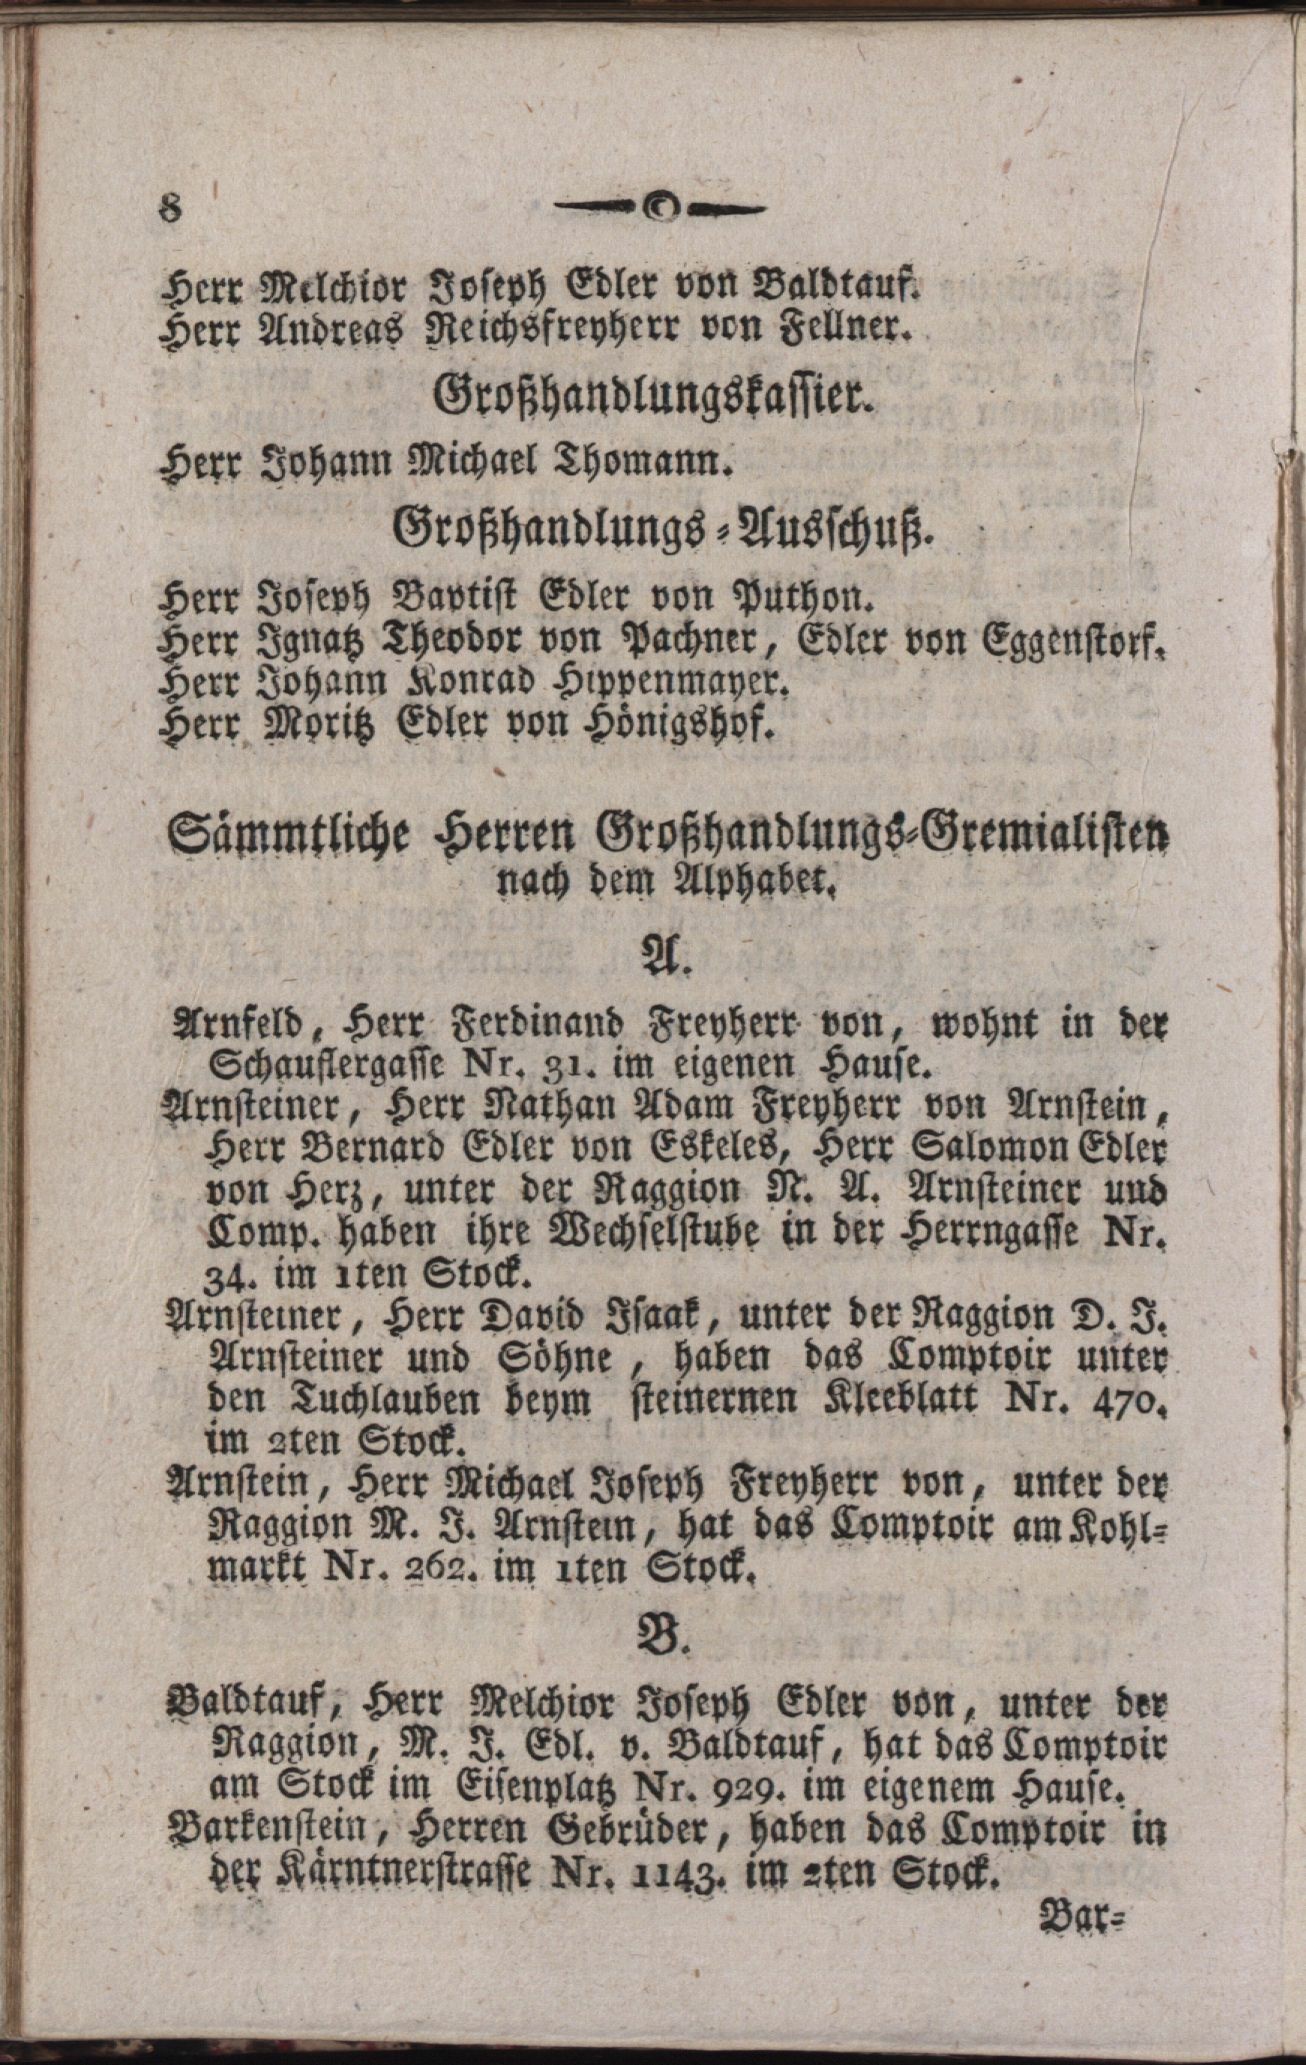 8
Herr Melchior Joseph Edler von Baldtauf.
Herr Andreas Reichsfreyherr von Fellner.
Großhandlungskassier.
Herr Johann Michael Thomann.
Großhandlungs-Ausschuß.
Herr Joseph Baptist Edler von Puthon.
Herr Ignatz Theodor von Pachner, Edler von Eggenstorf.
Herr Johann Konrad Hippenmayer.
Herr Moritz Edler von Hönigshof.
Sämmtliche Herren Großhandlungs-Gremialisten
nach dem Alphabet.
A.
Arnfeld, Herr Ferdinand Freyherr von, wohnt in der
Schauflergasse Nr. 31. im eigenen Hause.
Arnsteiner, Herr Nathan Adam Freyherr von Arnstein,
Herr Bernard Edler von Eskeles, Herr Salomon Edler
von Herz, unter der Raggion N. A. Arnsteiner und
Comp. haben ihre Wechselstube in der Herrngasse Nr.
34. im 1ten Stock.
Arnsteiner, Herr David Isaak, unter der Raggion D. J.
Arnsteiner und Söhne, haben das Comptoir unter
den Tuchlauben beym steinernen Kleeblatt Nr. 470.
im 2ten Stock.
Arnstein, Herr Michael Joseph Freyherr von, unter der
Raggion M. J. Arnstein, hat das Comptoir am Kohl-
markt Nr. 262. im 1ten Stock.
B.
Baldtauf, Herr Melchior Joseph Edler von, unter der
Raggion, M. J. Edl. v. Baldtauf, hat das Comptoir
am Stock im Eisenplatz Nr. 929. im eigenem Hause.
Barkenstein, Herren Gebrüder, haben das Comptoir in
der Kärntnerstrasse Nr. 1143. im 2ten Stock.
Bar-